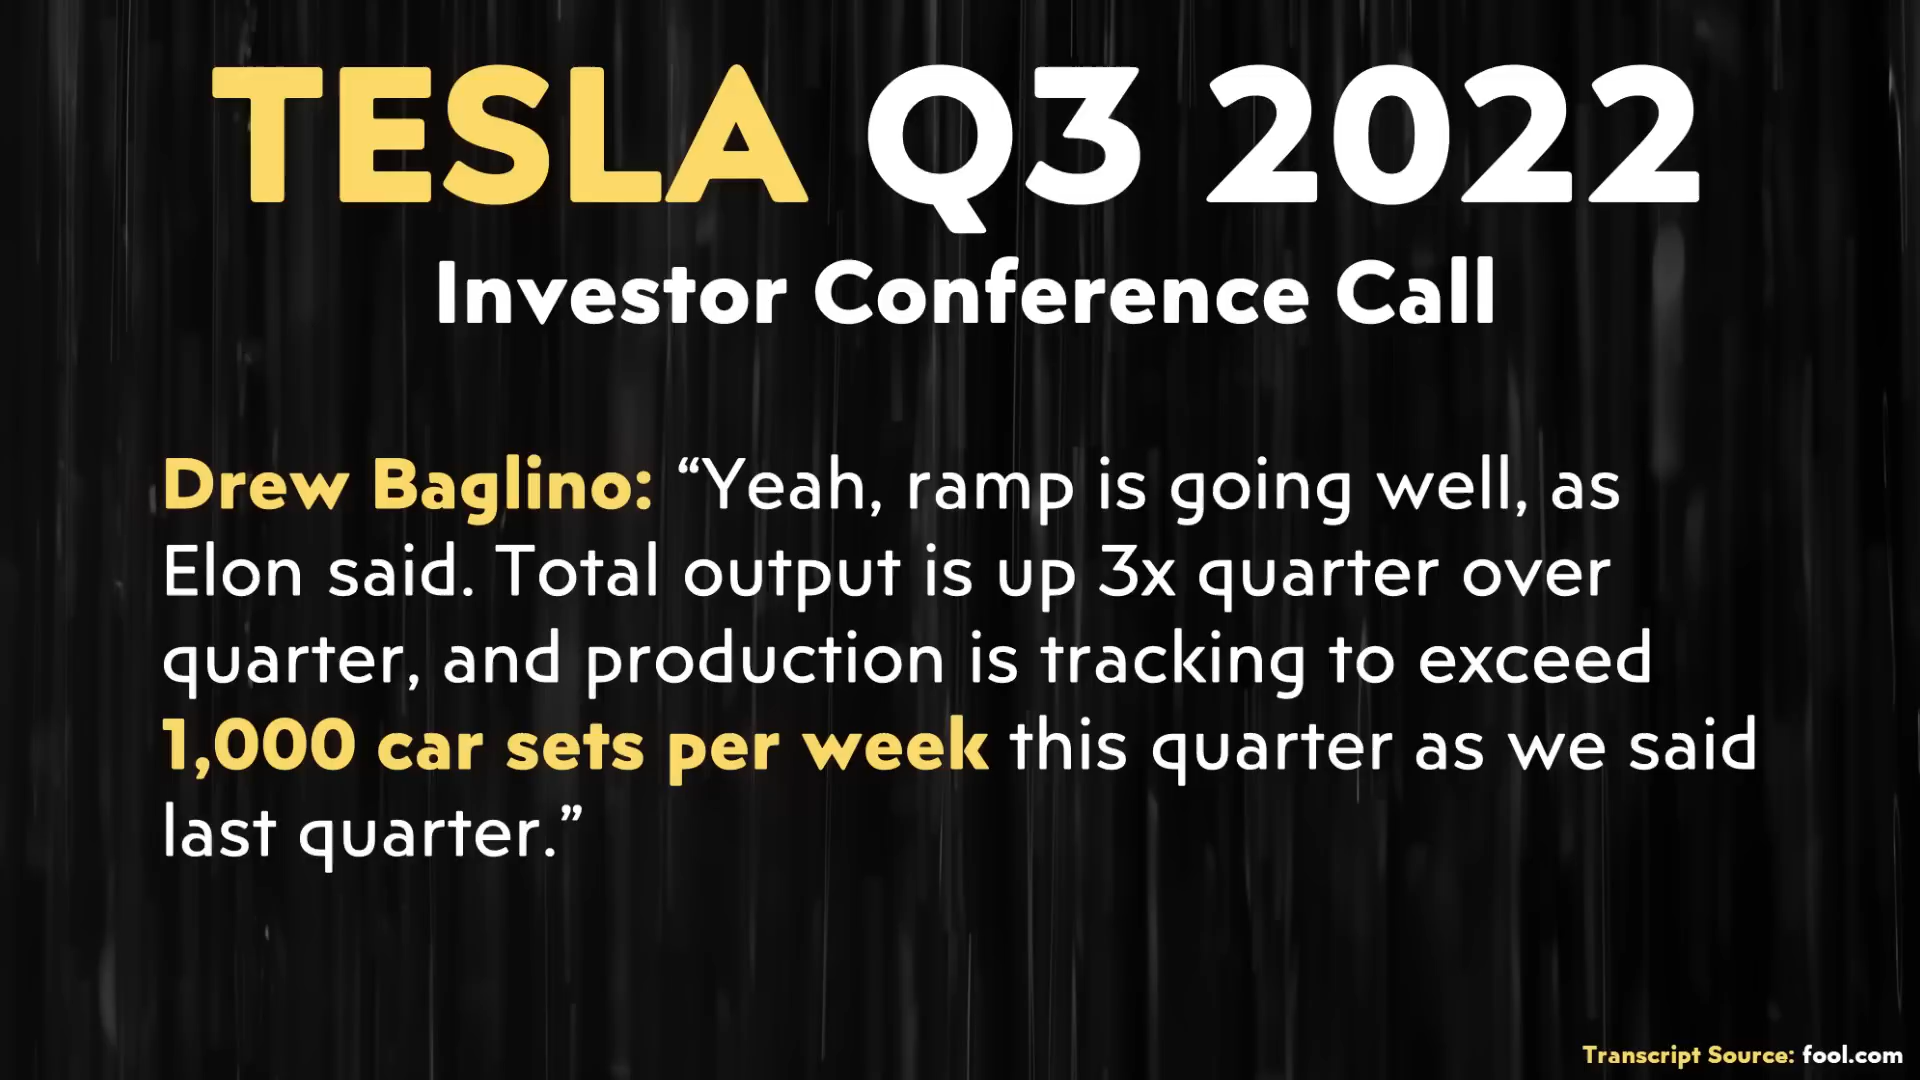 TESLA Q3 2022
Investor Conference Call
Drew Baglino: “Yeah, ramp is going well, as
Elon said. Total output is up 3x quarter over
quarter, and production is tracking to exceed
1,000 car sets per week this quarter as we said
last quarter.”
Transcript Source: fool.com